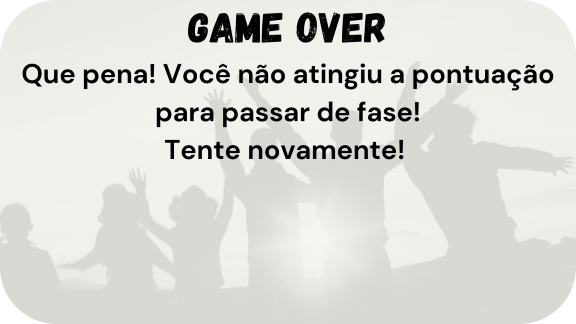 GAME OVER
Que pena! Você não atingiu a pontuação
para passar de fase!
Tente novamente!